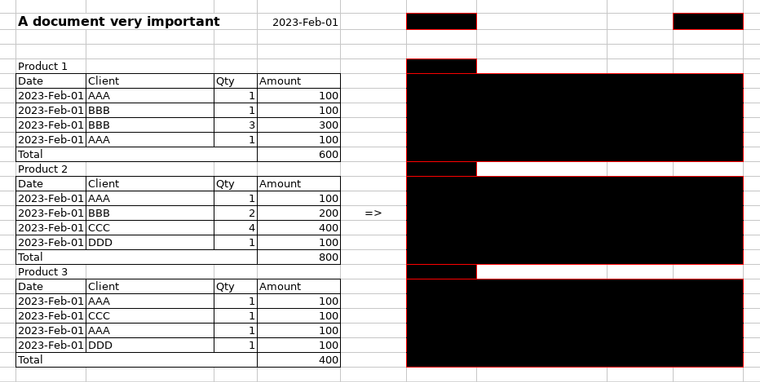 A document very important 2023-Feb-01
Product 1
Date Client Qty Amount
2023-Feb-01 AAA 1 100
2023-Feb-01 BBB 1 100
2023-Feb-01 BBB 3 300
2023-Feb-01 AAA 1 100
Total 600
Product 2
Date Client Qty Amount
2023-Feb-01 AAA 1 100
2023-Feb-01 BBB 2 200 =>
2023-Feb-01 CCC 4 400
2023-Feb-01 DDD 1 100
Total 800
Product 3
Date Client Qty Amount
2023-Feb-01 AAA 1 100
2023-Feb-01 CCC 1 100
2023-Feb-01 AAA 1 100
2023-Feb-01 DDD 1 100
Total 400